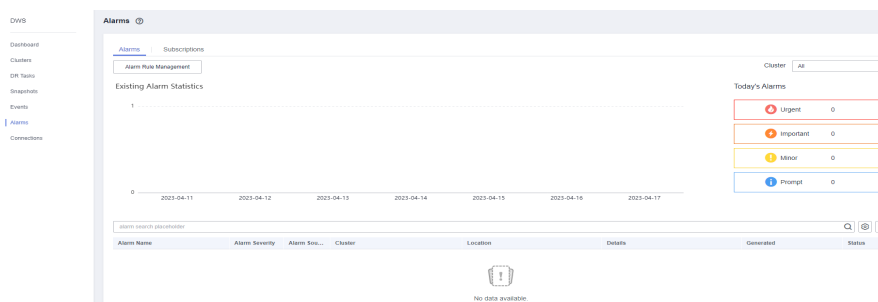 DWS
Dashboard
Clusters
DR Tasks
Snapshots
Events
Alarms
Connections
Alarms
Alarms
Subscriptions
Alarm Rule Management
Cluster
All
Existing Alarm Statistics
1
0
2023-04-11
2023-04-12
2023-04-13
2023-04-14
2023-04-15
2023-04-16
2023-04-17
Today's Alarms
Urgent 0
Important 0
Minor 0
Prompt 0
alarm search placeholder
Alarm Name Alarm Severity Alarm Sou... Cluster Location Details Generated Status
No data available.